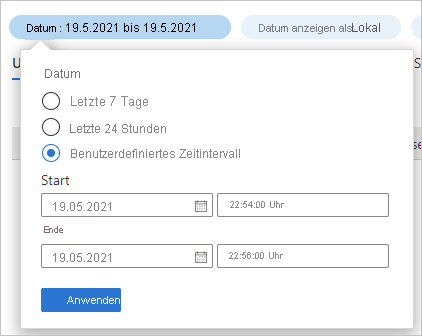 Datum : 19.5.2021 bis 19.5.2021
Datum anzeigen als Lokal
Datum
Letzte 7 Tage
Letzte 24 Stunden
Benutzerdefiniertes Zeitintervall
Start
19.05.2021
22:54:00 Uhr
Ende
19.05.2021
22:56:00 Uhr
Anwenden